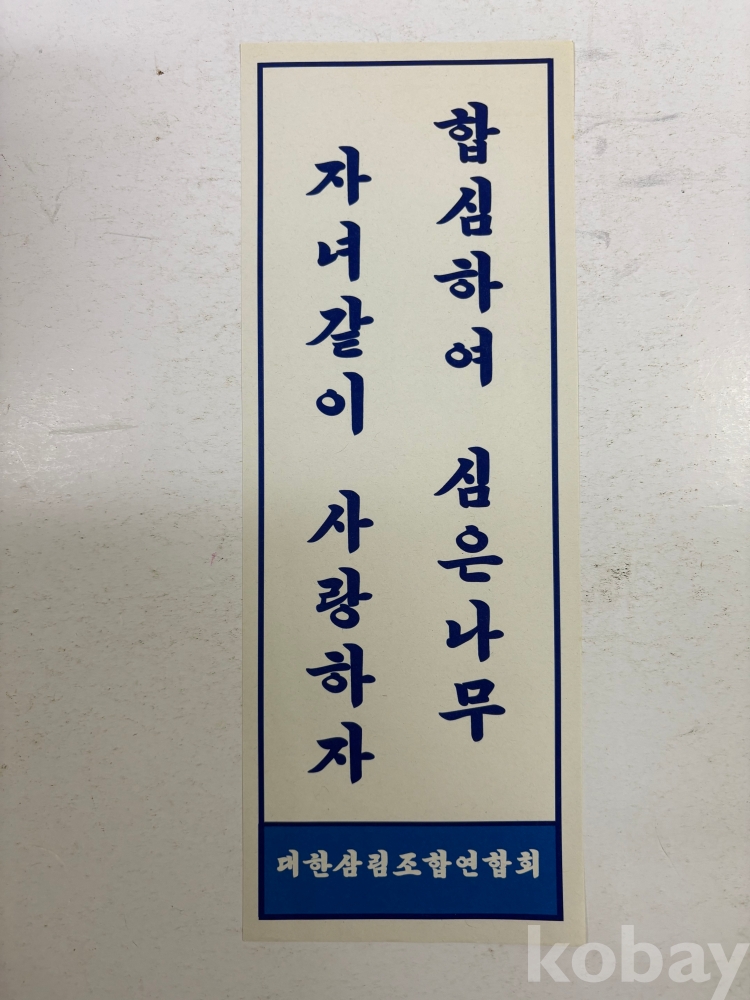 합심하여 심은나무
자녀같이 사랑하자
대한삼림조합연합회
kobay